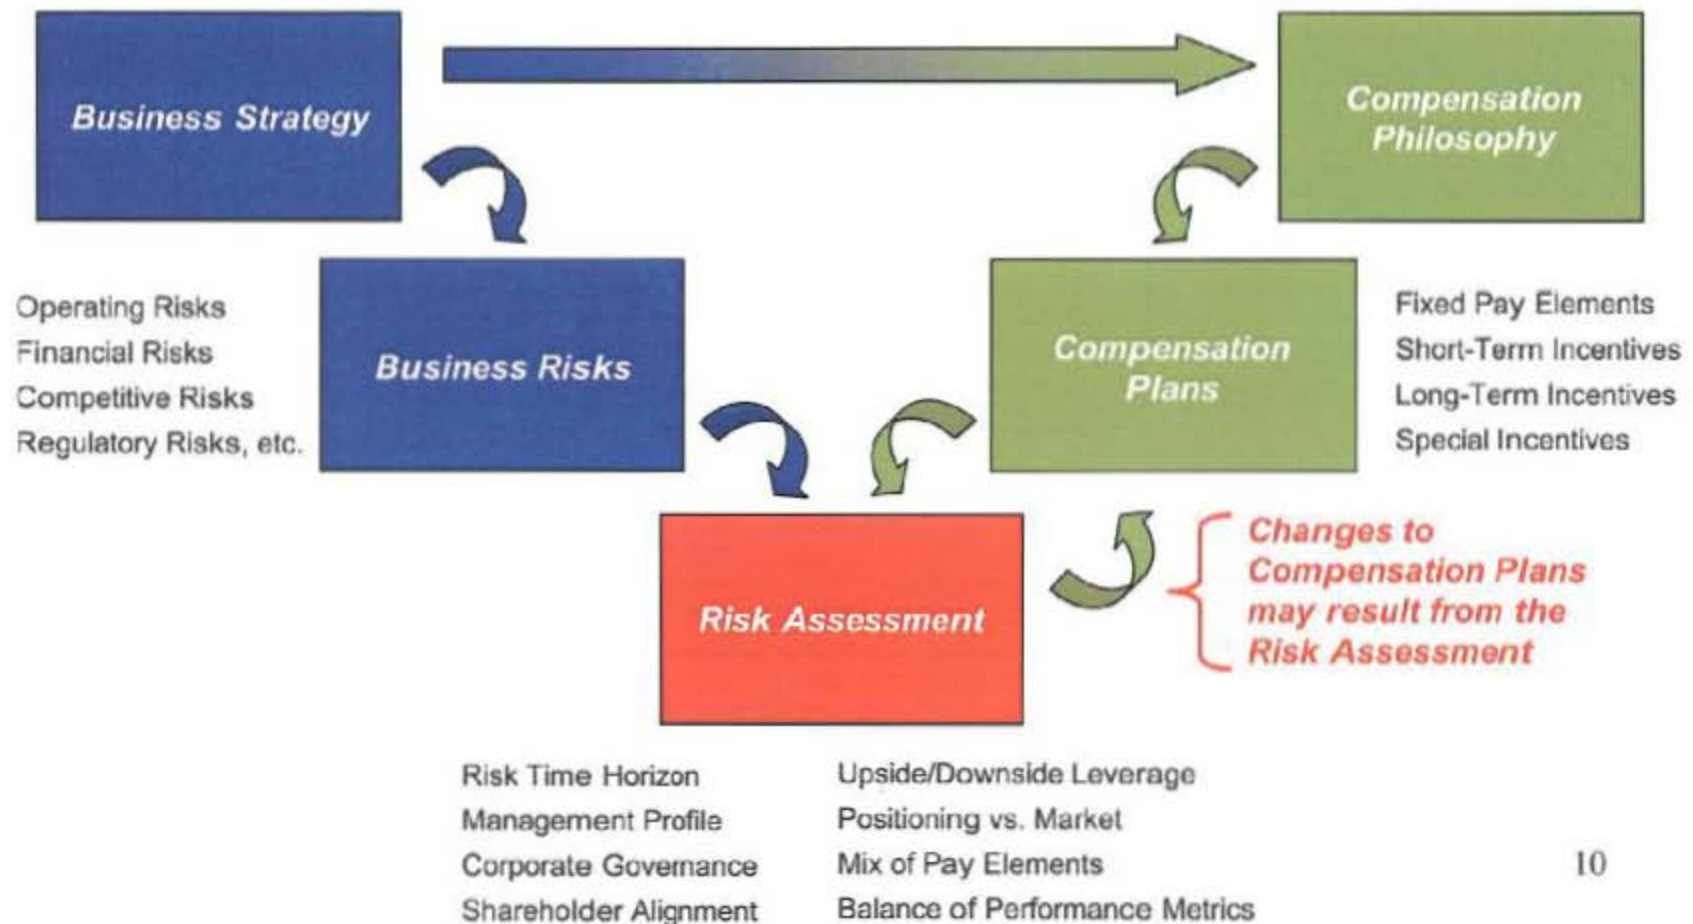 Business Strategy
Compensation
Philosophy
Operating Risks
Financial Risks
Competitive Risks
Regulatory Risks, etc.
Business Risks
Compensation
Plans
Fixed Pay Elements
Short-Term Incentives
Long-Term Incentives
Special Incentives
Risk Assessment
Changes to
Compensation Plans
may result from the
Risk Assessment
Risk Time Horizon
Management Profile
Corporate Governance
Shareholder Alignment
Upside/Downside Leverage
Positioning vs. Market
Mix of Pay Elements
Balance of Performance Metrics
10